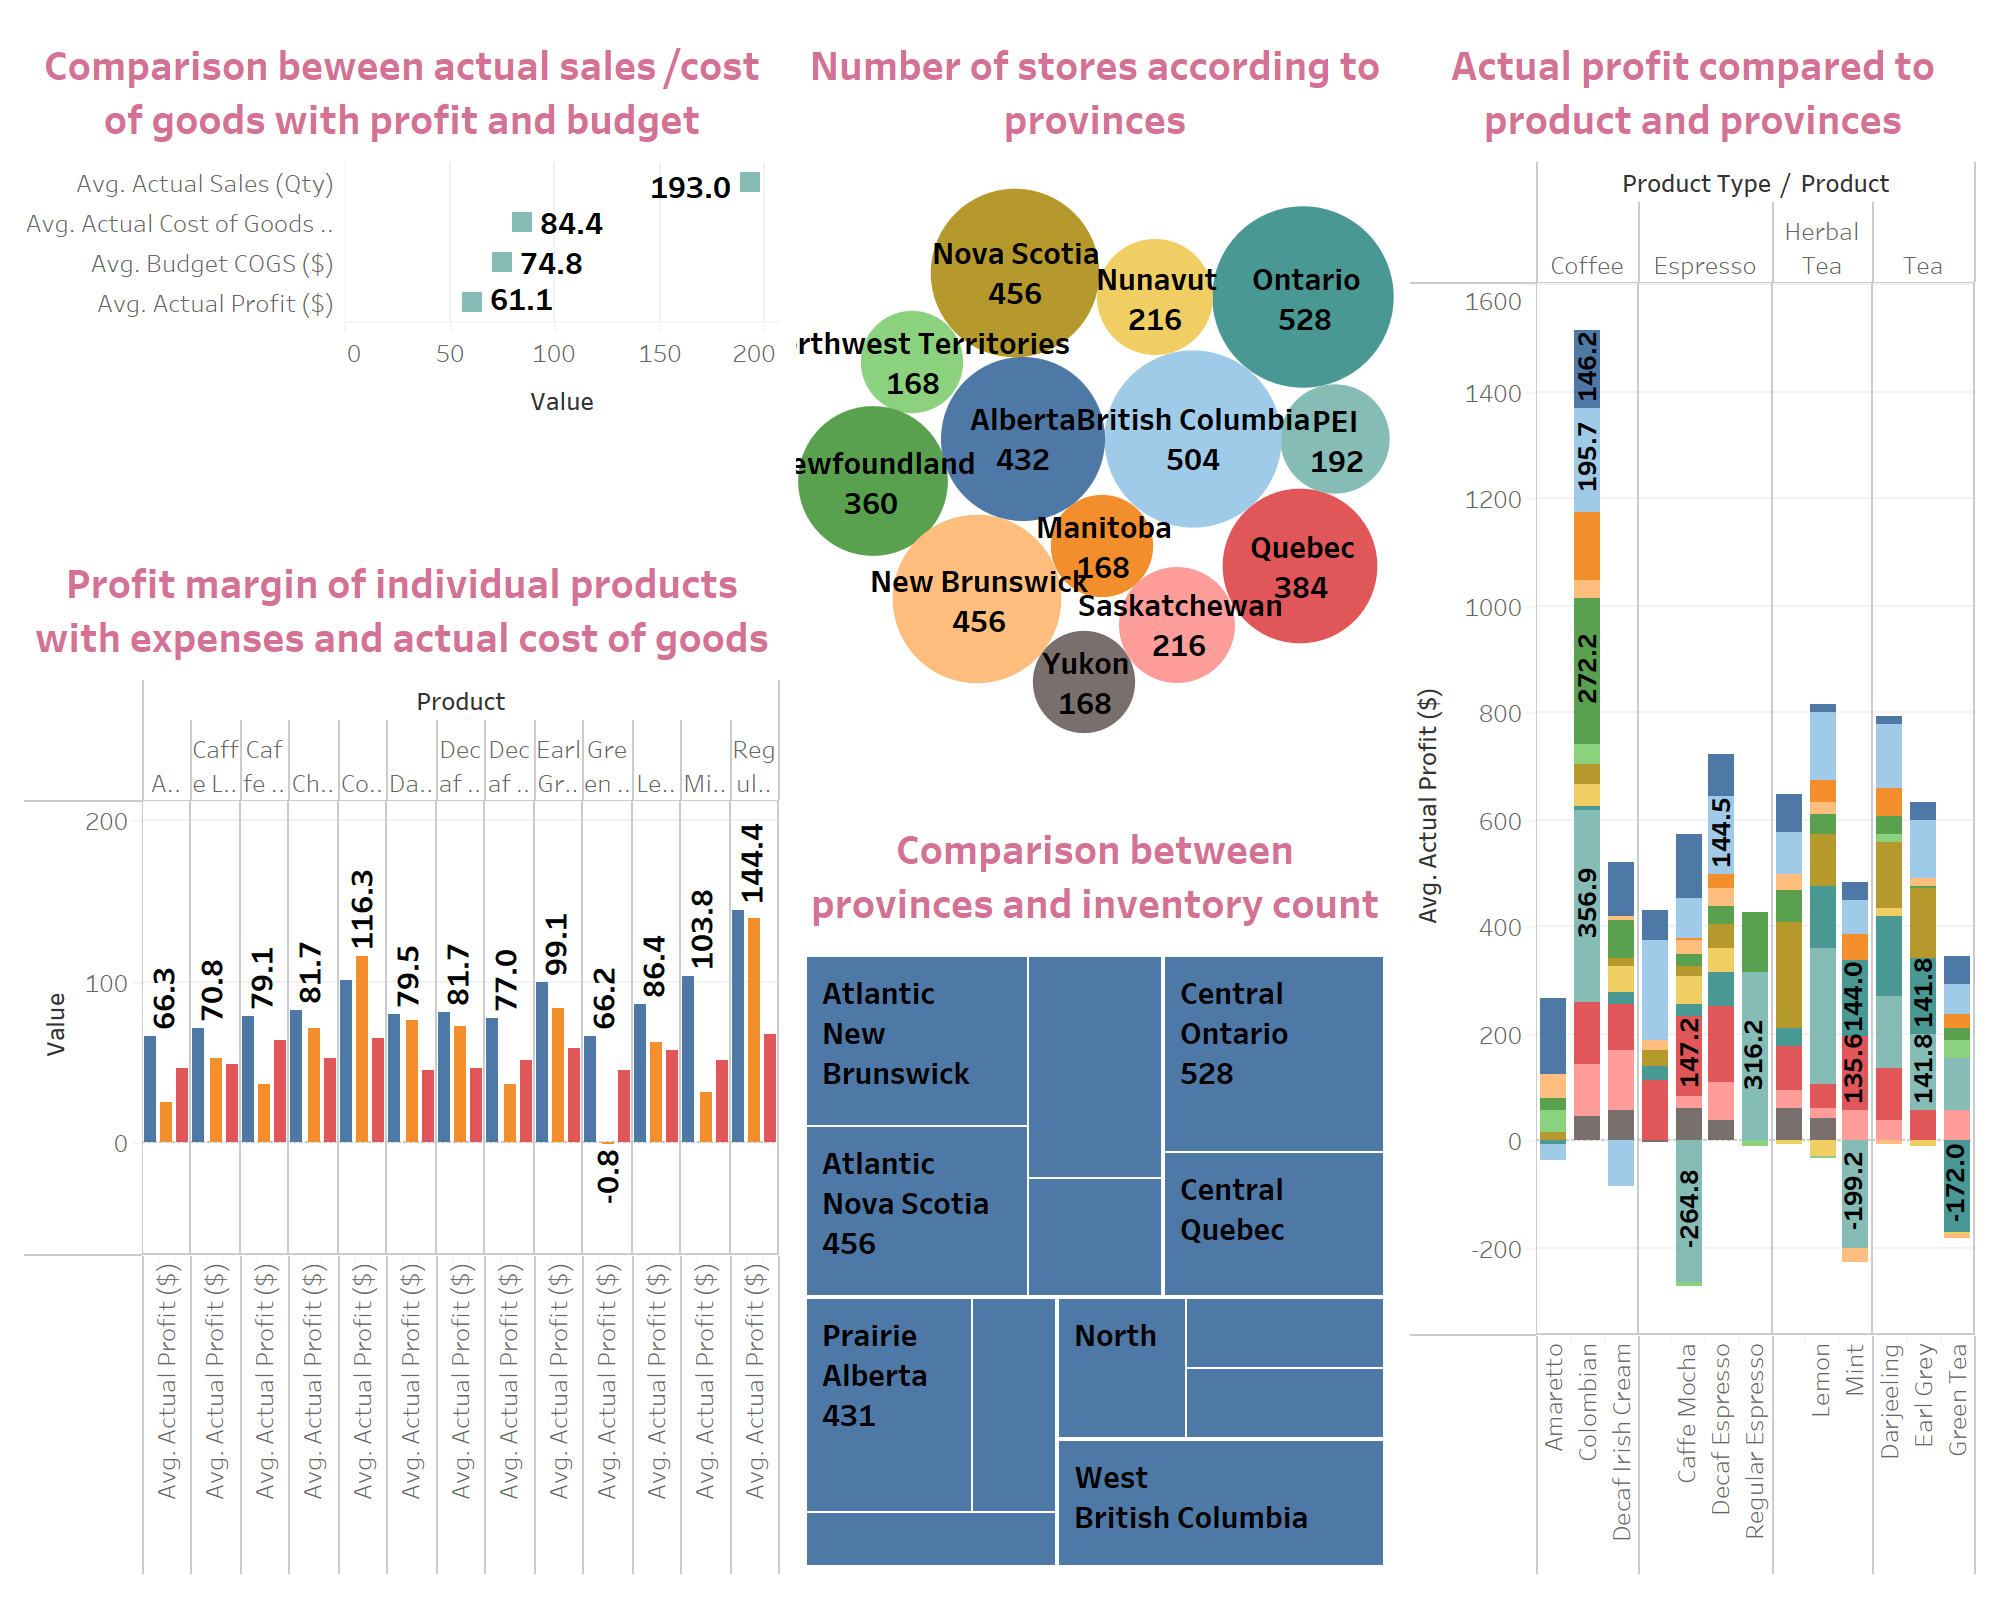 Comparison beween actual sales /cost
of goods with profit and budget
Avg. Actual Sales (Qty)
193.0
Avg. Actual Cost of Goods ..
84.4
Avg. Budget COGS ($)
74.8
Avg. Actual Profit ($)
61.1
0 50 100 150 200
Value
Profit margin of individual products
with expenses and actual cost of goods
Product
A..
Caff
e L..
Caf
fe ..
Ch..
Co..
Da..
Dec
af ..
Dec
af ..
Earl
Gr..
Gre
en ..
Le..
Mi..
Reg
ul..
Value
200
100
0
66.3
70.8
79.1
81.7
116.3
79.5
81.7
77.0
99.1
66.2
-0.8
86.4
103.8
144.4
Avg. Actual Profit ($)
Avg. Actual Profit ($)
Avg. Actual Profit ($)
Avg. Actual Profit ($)
Avg. Actual Profit ($)
Avg. Actual Profit ($)
Avg. Actual Profit ($)
Avg. Actual Profit ($)
Avg. Actual Profit ($)
Avg. Actual Profit ($)
Avg. Actual Profit ($)
Avg. Actual Profit ($)
Avg. Actual Profit ($)
Number of stores according to
provinces
Nova Scotia
456
Nunavut
216
Ontario
528
rthwest Territories
168
Alberta
432
British Columbia
504
PEI
192
ewfoundland
360
Manitoba
168
Quebec
384
New Brunswick
456
Saskatchewan
216
Yukon
168
Comparison between
provinces and inventory count
Atlantic
New
Brunswick
Central
Ontario
528
Atlantic
Nova Scotia
456
Central
Quebec
Prairie
Alberta
431
North
West
British Columbia
Actual profit compared to
product and provinces
Product Type / Product
Coffee
Espresso
Herbal
Tea
Tea
Avg. Actual Profit ($)
1600
1400
1200
1000
800
600
400
200
0
-200
146.2
195.7
272.2
356.9
147.2
-264.8
144.5
316.2
144.0
135.6
-199.2
141.8
141.8
-172.0
Amaretto
Colombian
Decaf Irish Cream
Caffe Mocha
Decaf Espresso
Regular Espresso
Lemon
Mint
Darjeeling
Earl Grey
Green Tea